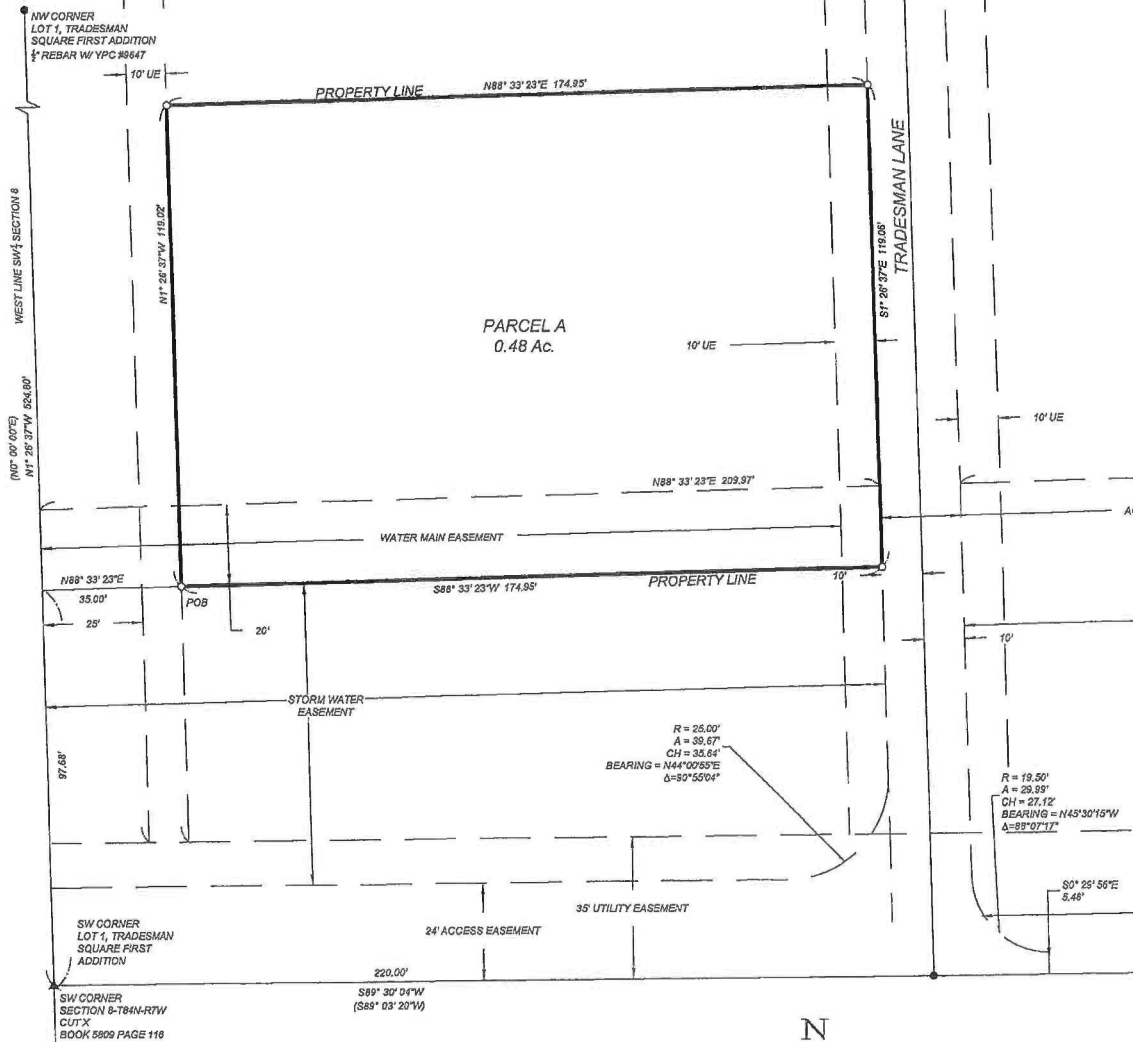 NW CORNER
LOT 1, TRADESMAN
SQUARE FIRST ADDITION
½" REBAR W/ YPC #9647
10' UE
PROPERTY LINE
N88° 33' 23"E 174.95'
TRADESMAN LANE
WEST LINE SW¼ SECTION 8
N1° 26' 37"W 119.02'
S1° 26' 37"E 119.06'
PARCEL A
0.48 Ac.
10' UE
(N0° 00' 00"E)
N1° 26' 37"W 524.80'
10' UE
N88° 33' 23"E 209.97'
WATER MAIN EASEMENT
N88° 33' 23"E
35.00'
25'
POB
S88° 33' 23"W 174.95'
PROPERTY LINE
10'
20'
10'
STORM WATER
EASEMENT
97.68'
R = 25.00'
A = 39.67'
CH = 35.64'
BEARING = N44°00'55"E
Δ=90°55'04"
R = 19.50'
A = 29.99'
CH = 27.12'
BEARING = N45°30'15"W
Δ=88°07'17"
S0° 29' 56"E
5.46'
35' UTILITY EASEMENT
24' ACCESS EASEMENT
SW CORNER
LOT 1, TRADESMAN
SQUARE FIRST
ADDITION
220.00'
S89° 30' 04"W
(S89° 03' 20"W)
SW CORNER
SECTION 8-T84N-R7W
CUT X
BOOK 5809 PAGE 116
N